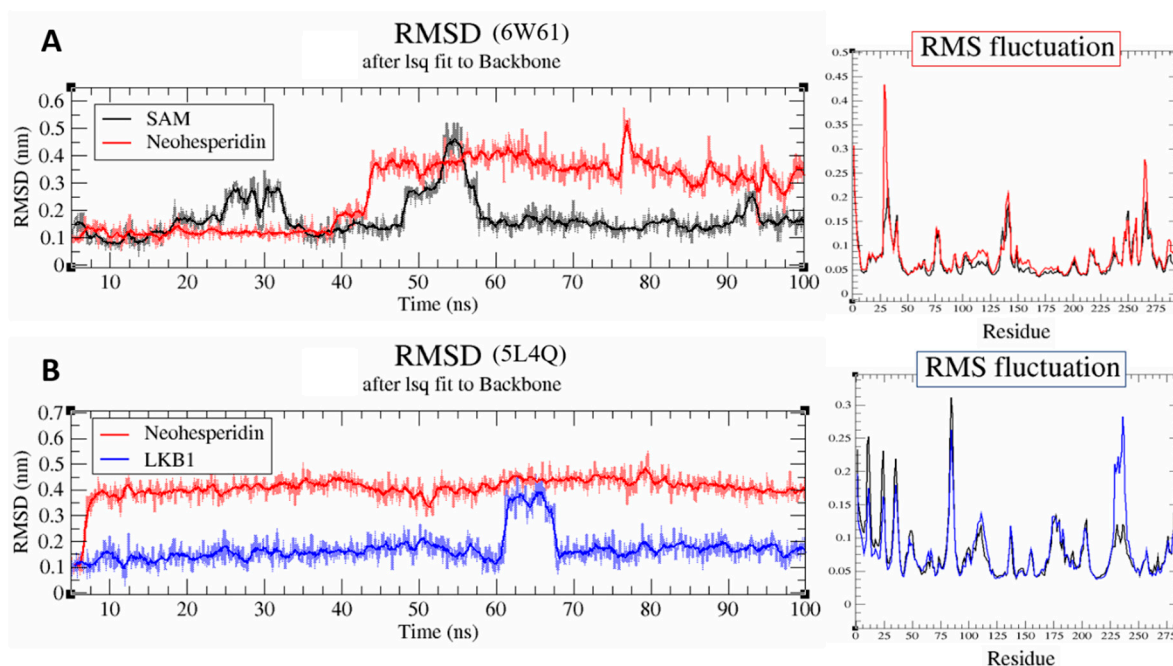 A
RMSD (6W61)
after lsq fit to Backbone
SAM
Neohesperidin
RMSD (nm)
0.6
0.5
0.4
0.3
0.2
0.1
0
10 20 30 40 50 60 70 80 90 100
Time (ns)
RMS fluctuation
0.5
0.45
0.4
0.35
0.3
0.25
0.2
0.15
0.1
0.05
0
0 25 50 75 100 125 150 175 200 225 250 275
Residue
B
RMSD (5L4Q)
after lsq fit to Backbone
Neohesperidin
LKB1
RMSD (nm)
0.7
0.6
0.5
0.4
0.3
0.2
0.1
0
10 20 30 40 50 60 70 80 90 100
Time (ns)
RMS fluctuation
0.3
0.25
0.2
0.15
0.1
0.05
0
0 25 50 75 100 125 150 175 200 225 250 275
Residue